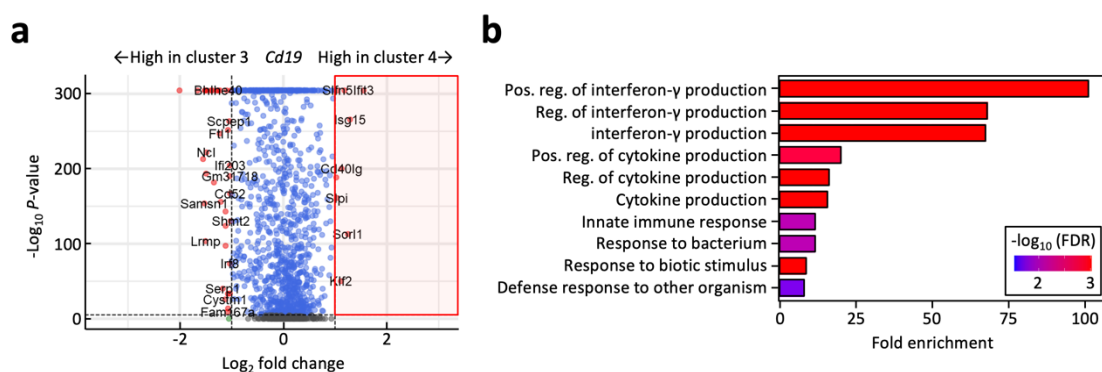 a
←High in cluster 3 Cd19 High in cluster 4→
-Log10 P-value
300
200
100
0
Bhlhe40
Slfn5
Ifit3
Scpep1
Isg15
Ftl1
Ncl
Ifi203
Cd40lg
Gm31718
Cd52
Slpi
Samsn1
Shmt2
Lrmp
Sorl1
Irf8
Klf2
Serp1
Cystm1
Fam167a
-2
0
2
Log2 fold change
b
Pos. reg. of interferon-γ production
Reg. of interferon-γ production
interferon-γ production
Pos. reg. of cytokine production
Reg. of cytokine production
Cytokine production
Innate immune response
Response to bacterium
Response to biotic stimulus
Defense response to other organism
-log10 (FDR)
2 3
0 25 50 75 100
Fold enrichment